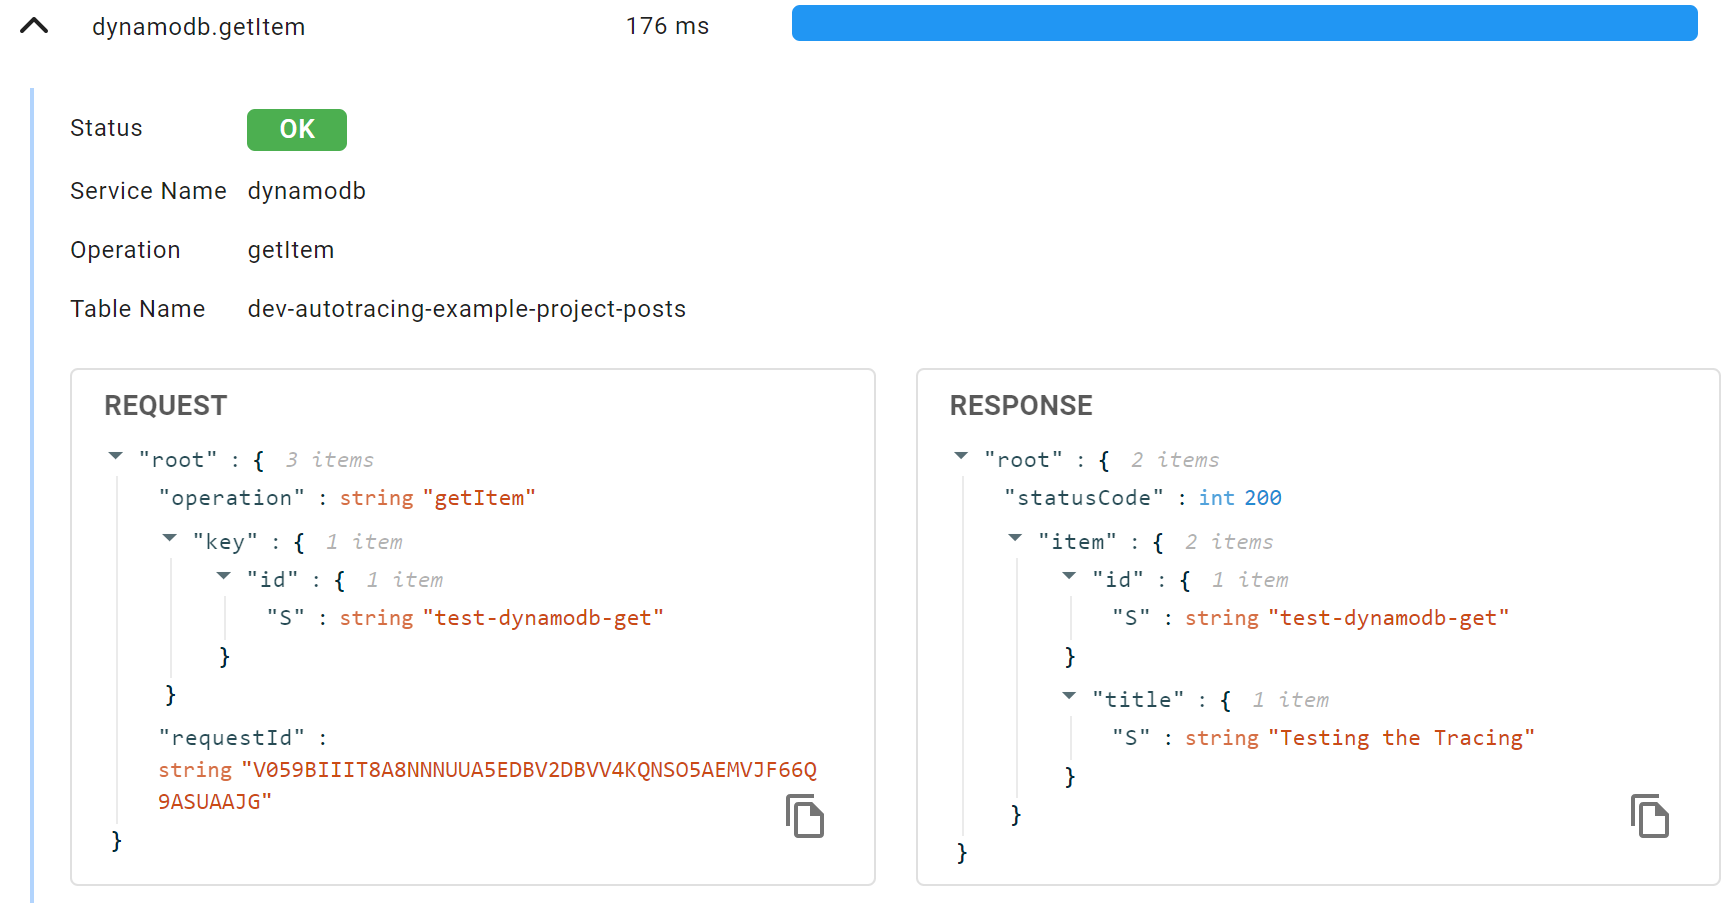 dynamodb.getItem 176 ms
Status OK
Service Name dynamodb
Operation getItem
Table Name dev-autotracing-example-project-posts
REQUEST
"root" : { 3 items
"operation" : string "getItem"
"key" : { 1 item
"id" : { 1 item
"S" : string "test-dynamodb-get"
}
}
"requestId" :
string "V059BIIIT8A8NNNUUA5EDBV2DBVV4KQNSO5AEMVJF66Q
9ASUAAJG"
}
RESPONSE
"root" : { 2 items
"statusCode" : int 200
"item" : { 2 items
"id" : { 1 item
"S" : string "test-dynamodb-get"
}
"title" : { 1 item
"S" : string "Testing the Tracing"
}
}
}